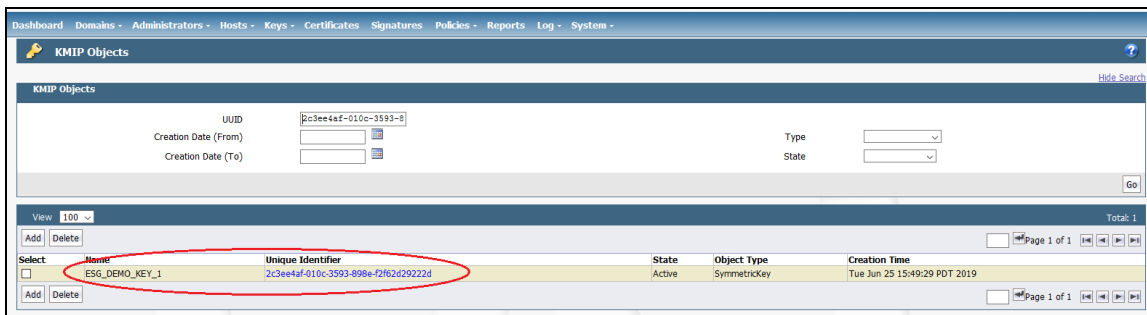 Dashboard Domains - Administrators - Hosts - Keys - Certificates Signatures Policies - Reports Log - System -
KMIP Objects ?
Hide Search
KMIP Objects
UUID 2c3ee4af-010c-3593-8
Creation Date (From) Type
Creation Date (To) State
Go
View 100 Total: 1
Add Delete Page 1 of 1
Select Name Unique Identifier State Object Type Creation Time
ESG_DEMO_KEY_1 2c3ee4af-010c-3593-898e-f2f62d29222d Active SymmetricKey Tue Jun 25 15:49:29 PDT 2019
Add Delete Page 1 of 1